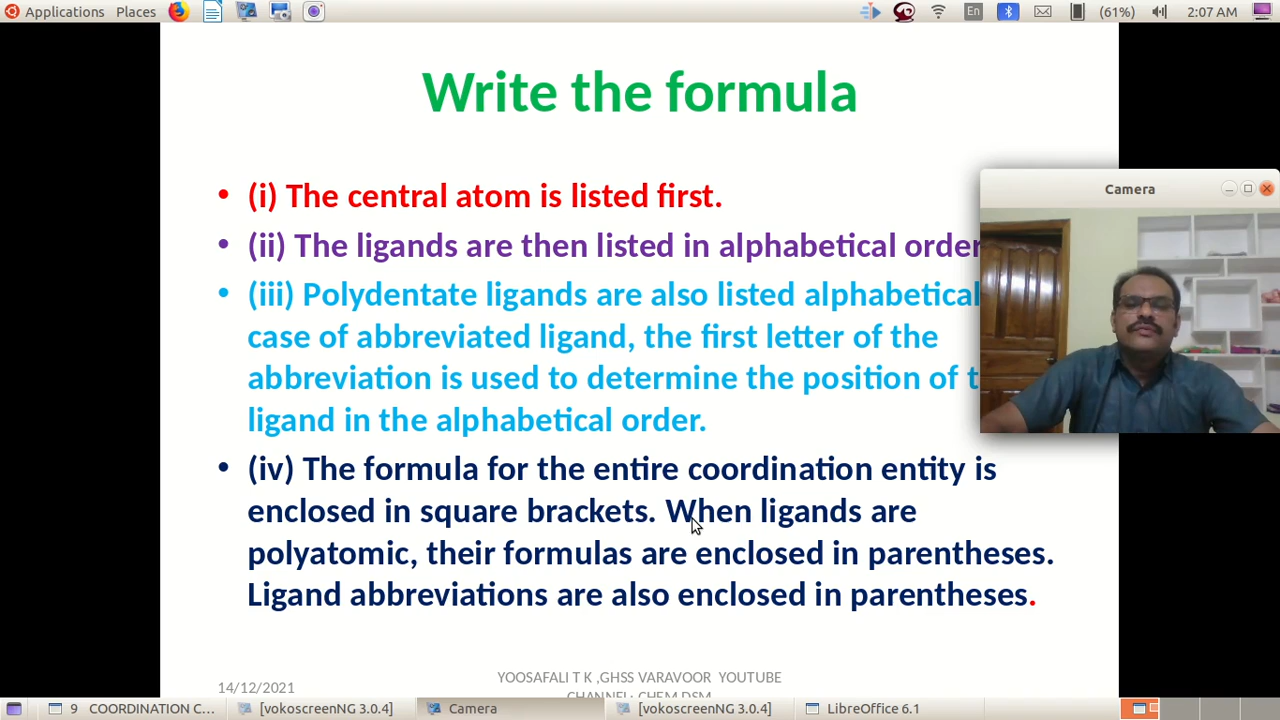 Applications Places En (61%) 2:07 AM
Write the formula
Camera
• (i) The central atom is listed first.
• (ii) The ligands are then listed in alphabetical order
• (iii) Polydentate ligands are also listed alphabetical
case of abbreviated ligand, the first letter of the
abbreviation is used to determine the position of
ligand in the alphabetical order.
• (iv) The formula for the entire coordination entity is
enclosed in square brackets. When ligands are
polyatomic, their formulas are enclosed in parentheses.
Ligand abbreviations are also enclosed in parentheses.
14/12/2021
YOOSAFALI T K ,GHSS VARAVOOR YOUTUBE
CHANNEL: CHEM DSM
9 COORDINATION C... [vokoscreenNG 3.0.4] Camera [vokoscreenNG 3.0.4] LibreOffice 6.1